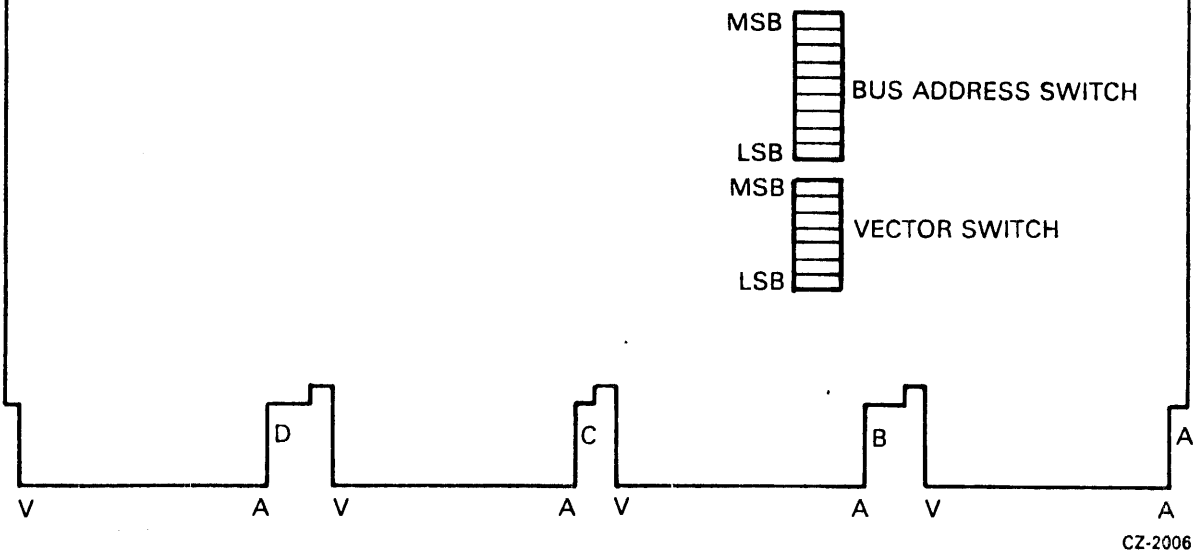 MSB
BUS ADDRESS SWITCH
LSB
MSB
VECTOR SWITCH
LSB
D C B A
V A V A V A V A
CZ-2006